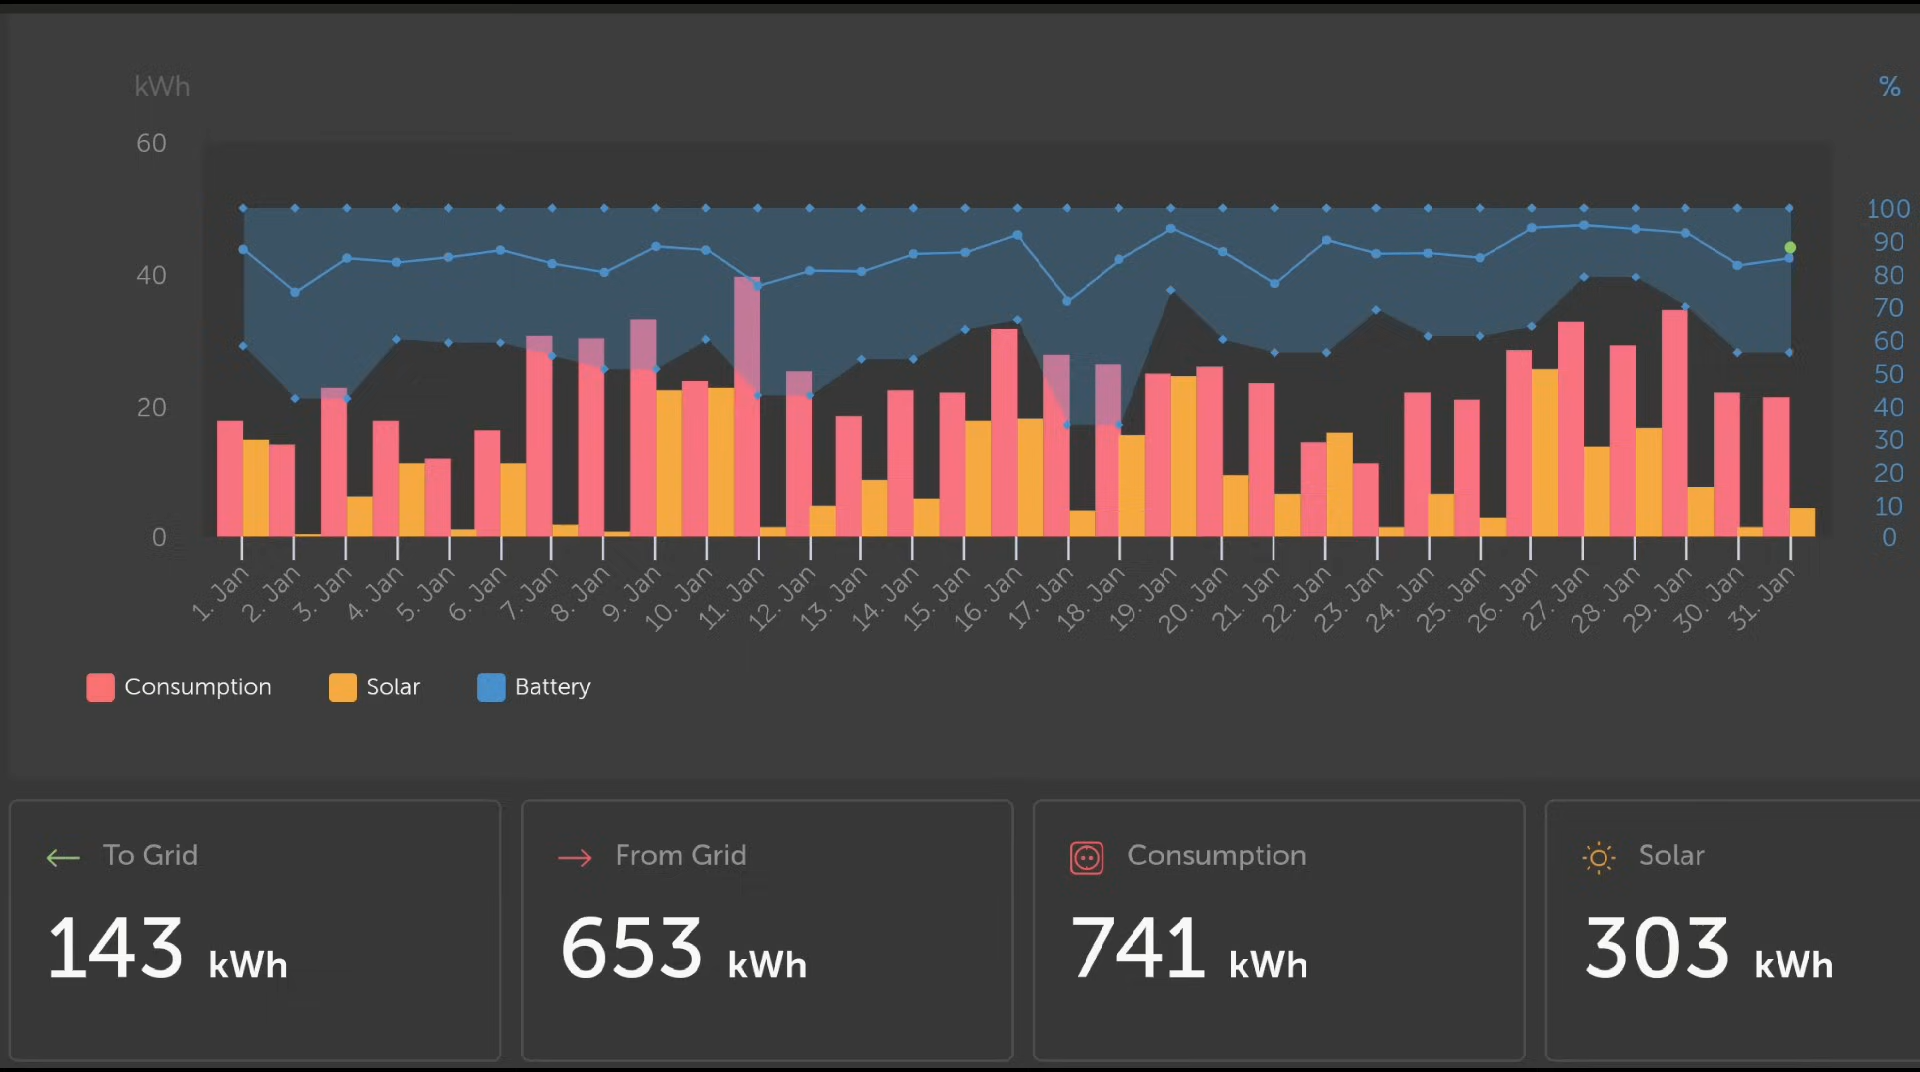 kWh
%
60
40
20
0
100
90
80
70
60
50
40
30
20
10
0
1. Jan
2. Jan
3. Jan
4. Jan
5. Jan
6. Jan
7. Jan
8. Jan
9. Jan
10. Jan
11. Jan
12. Jan
13. Jan
14. Jan
15. Jan
16. Jan
17. Jan
18. Jan
19. Jan
20. Jan
21. Jan
22. Jan
23. Jan
24. Jan
25. Jan
26. Jan
27. Jan
28. Jan
29. Jan
30. Jan
31. Jan
Consumption
Solar
Battery
To Grid
143 kWh
From Grid
653 kWh
Consumption
741 kWh
Solar
303 kWh